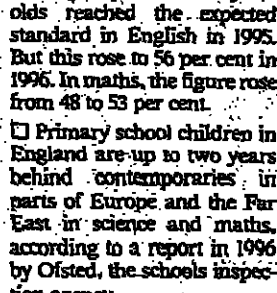 olds reached the expected
standard in English in 1995.
But this rose to 56 per cent in
1996. In maths, the figure rose
from 48 to 53 per cent.
□ Primary school children in
England are up to two years
behind contemporaries in
parts of Europe and the Far
East in science and maths,
according to a report in 1996
by Ofsted, the schools inspec-
tion agency.